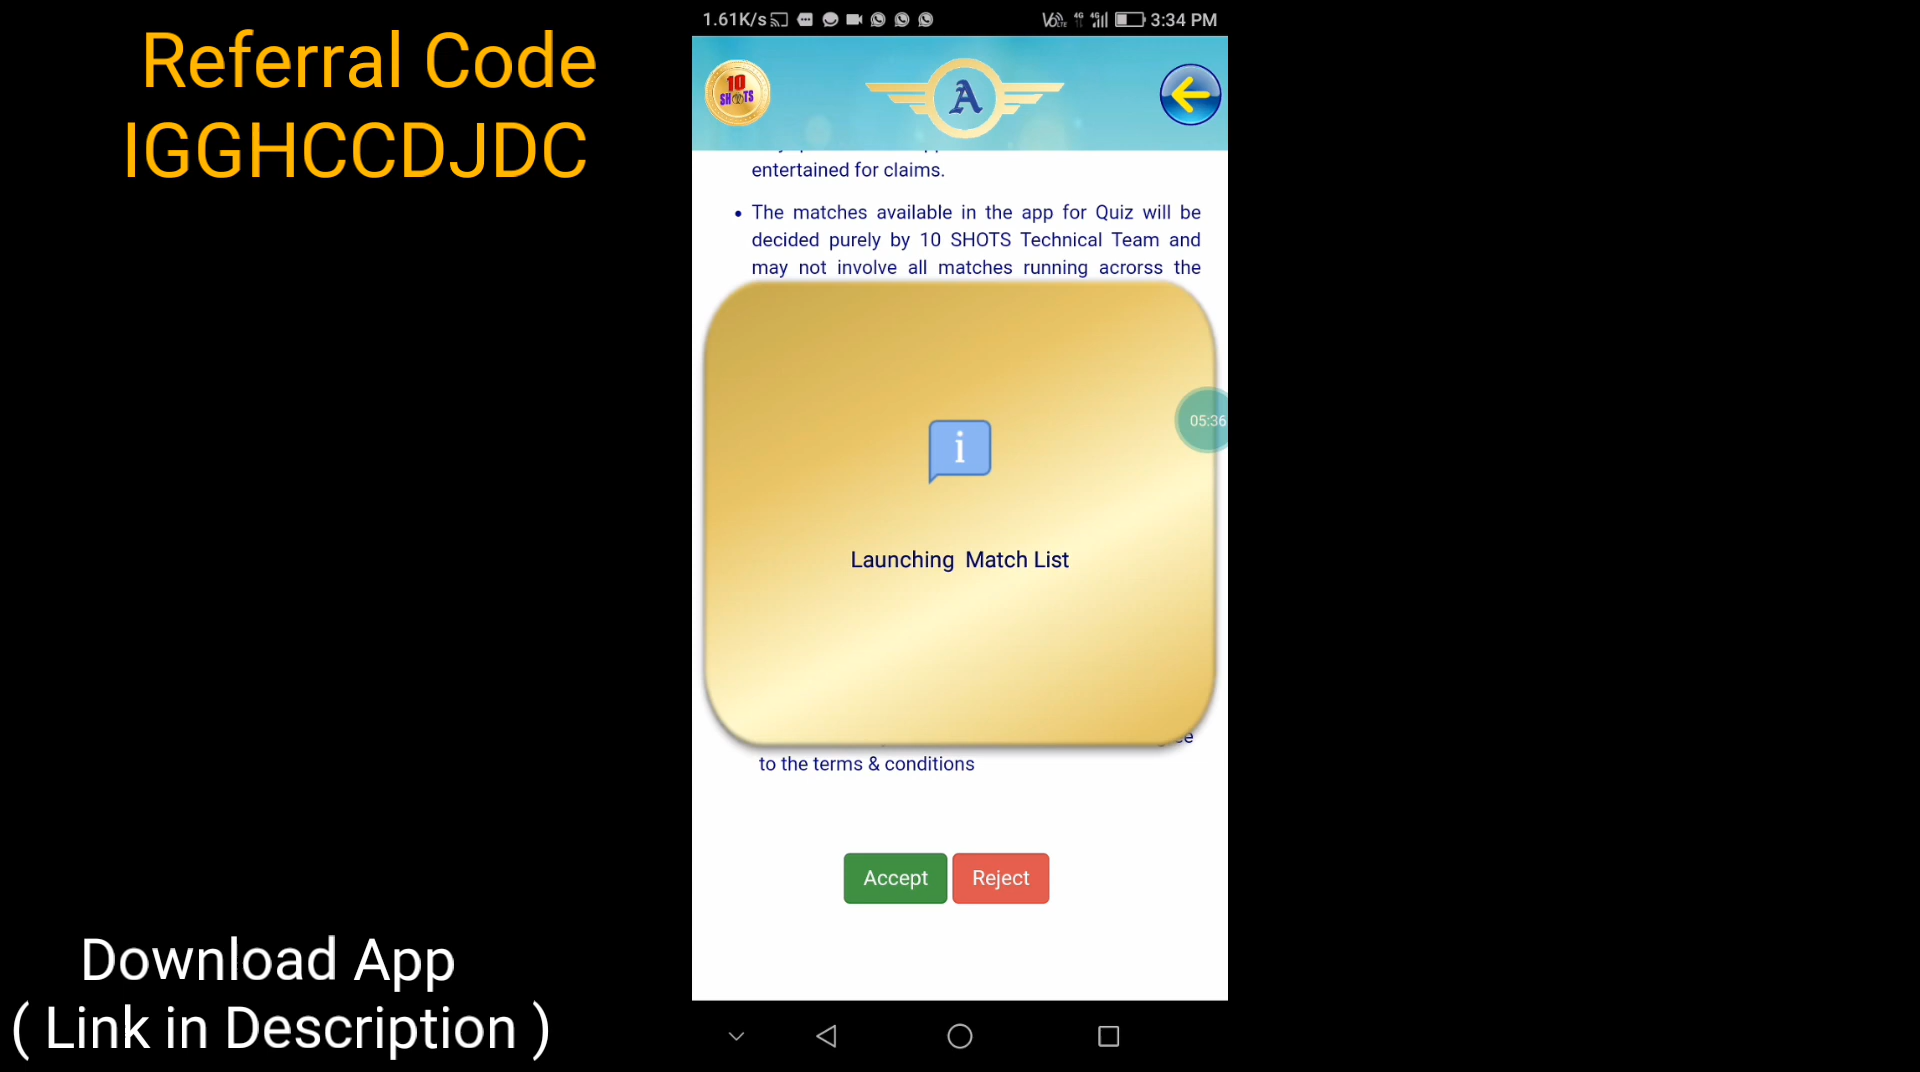 Referral Code
IGGHCCDJDC
1.61K/s
3:34 PM
10
SHOTS
A
entertained for claims.
• The matches available in the app for Quiz will be
decided purely by 10 SHOTS Technical Team and
may not involve all matches running acrorss the
i
05:36
Launching Match List
to the terms & conditions
Accept Reject
Download App
( Link in Description )